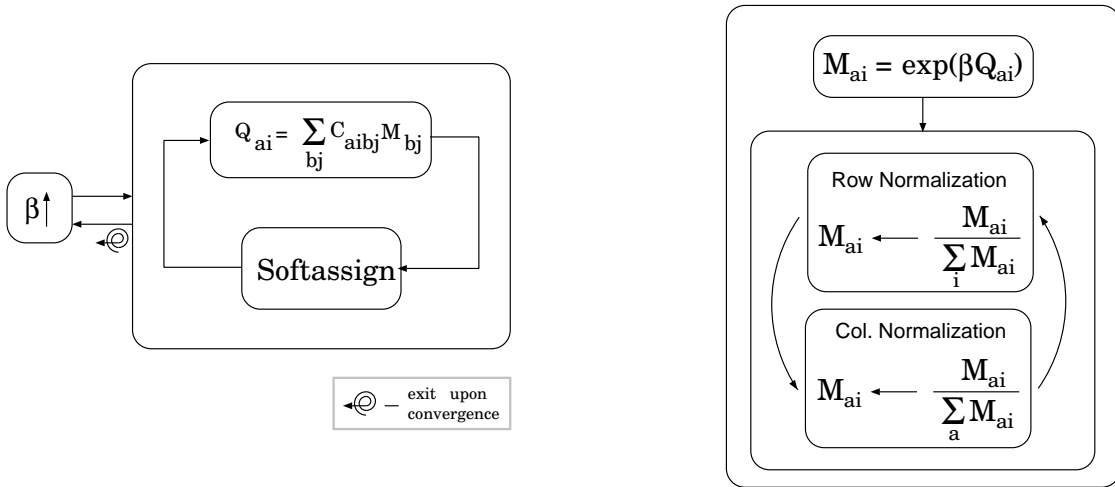 β↑
Q_ai = ∑_bj C_aibj M_bj
Softassign
exit upon
convergence
M_ai = exp(βQ_ai)
Row Normalization
M_ai ← M_ai / ∑_i M_ai
Col. Normalization
M_ai ← M_ai / ∑_a M_ai